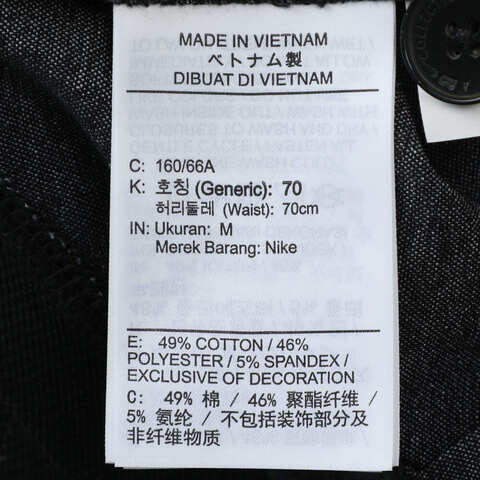 MADE IN VIETNAM
ベトナム製
DIBUAT DI VIETNAM
C: 160/66A
K: 호칭 (Generic): 70
허리둘레 (Waist): 70cm
IN: Ukuran: M
Merek Barang: Nike
E: 49% COTTON / 46%
POLYESTER / 5% SPANDEX /
EXCLUSIVE OF DECORATION
C: 49% 棉 / 46% 聚酯纤维 /
5% 氨纶 / 不包括装饰部分及
非纤维物质